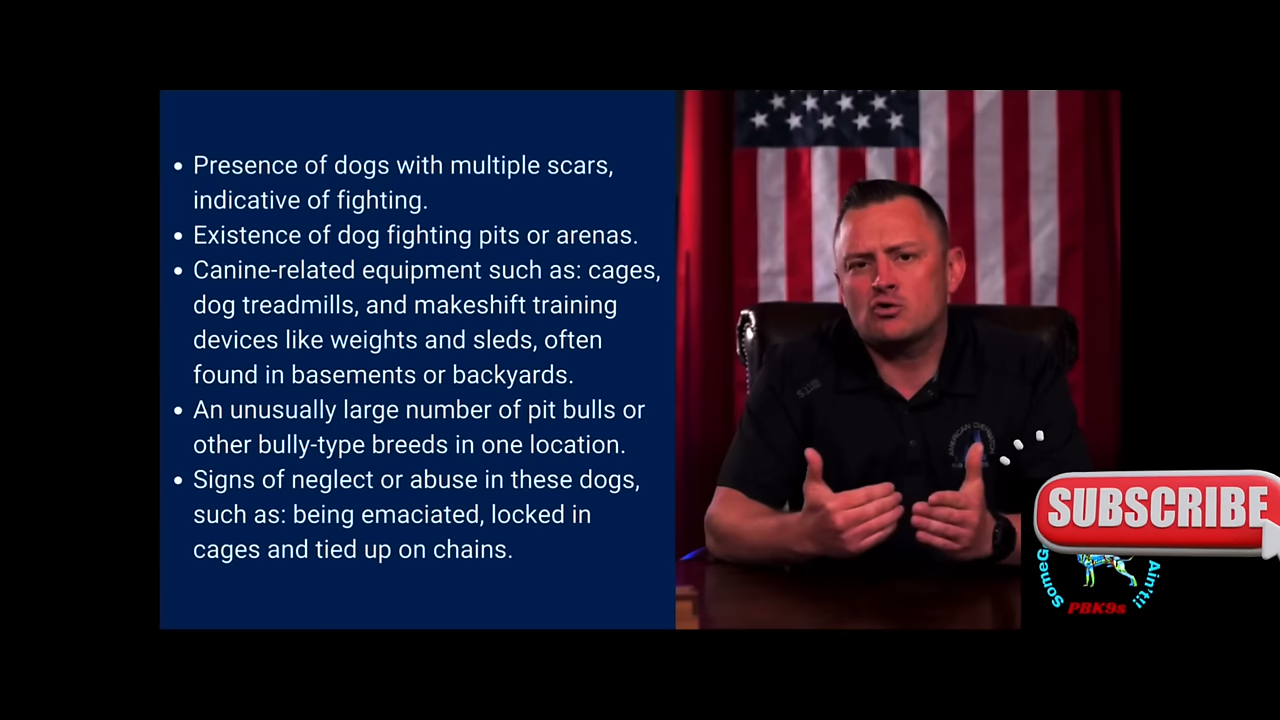 • Presence of dogs with multiple scars,
indicative of fighting.
• Existence of dog fighting pits or arenas.
• Canine-related equipment such as: cages,
dog treadmills, and makeshift training
devices like weights and sleds, often
found in basements or backyards.
• An unusually large number of pit bulls or
other bully-type breeds in one location.
• Signs of neglect or abuse in these dogs,
such as: being emaciated, locked in
cages and tied up on chains.
AMERICAN
SUBSCRIBE
Ain't!!
PBK9s